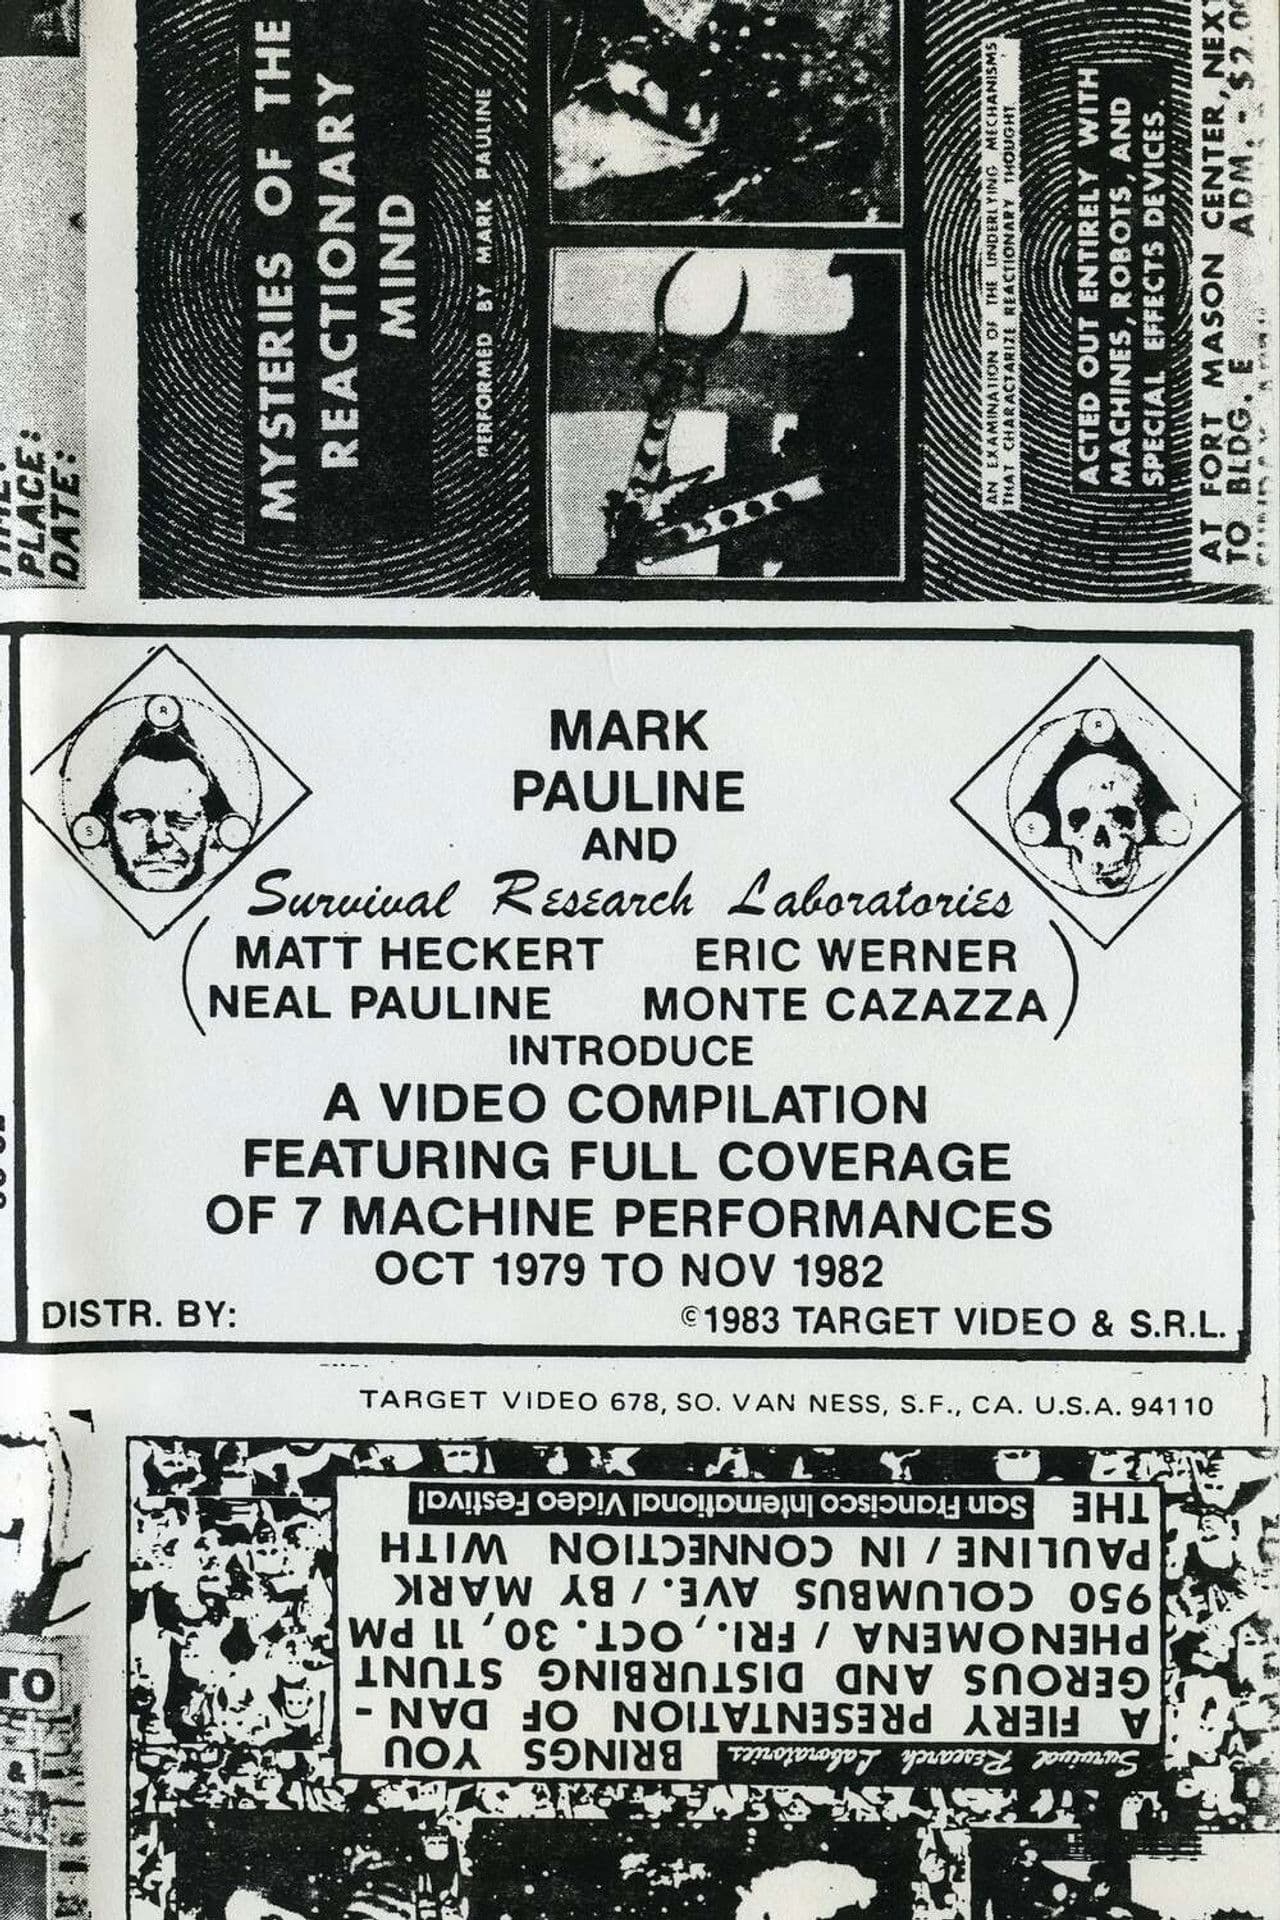 PLACE:
DATE:
MYSTERIES OF THE
REACTIONARY
MIND
PERFORMED BY MARK PAULINE
AN EXAMINATION OF THE UNDERLYING MECHANISMS
THAT CHARACTARIZE REACTIONARY THOUGHT
ACTED OUT ENTIRELY WITH
MACHINES, ROBOTS, AND
SPECIAL EFFECTS DEVICES.
AT FORT MASON CENTER, NEXT
TO BLDG. E ADM. - $2.00
R
S
R
S
MARK
PAULINE
AND
Survival Research Laboratories
(MATT HECKERT ERIC WERNER
NEAL PAULINE MONTE CAZAZZA)
INTRODUCE
A VIDEO COMPILATION
FEATURING FULL COVERAGE
OF 7 MACHINE PERFORMANCES
OCT 1979 TO NOV 1982
DISTR. BY: ©1983 TARGET VIDEO & S.R.L.
TARGET VIDEO 678, SO. VAN NESS, S.F., CA. U.S.A. 94110
Survival Research Laboratories BRINGS YOU
A FIERY PRESENTATION OF DAN-
GEROUS AND DISTURBING STUNT
PHENOMENA / FRI., OCT. 30, 11 PM
950 COLUMBUS AVE. / BY MARK
PAULINE / IN CONNECTION WITH
THE San Francisco International Video Festival
TO